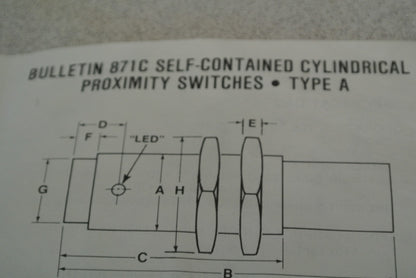 BULLETIN 871C SELF-CONTAINED CYLINDRICAL
PROXIMITY SWITCHES • TYPE A
D
E
F
"LED"
G
A
H
C
B